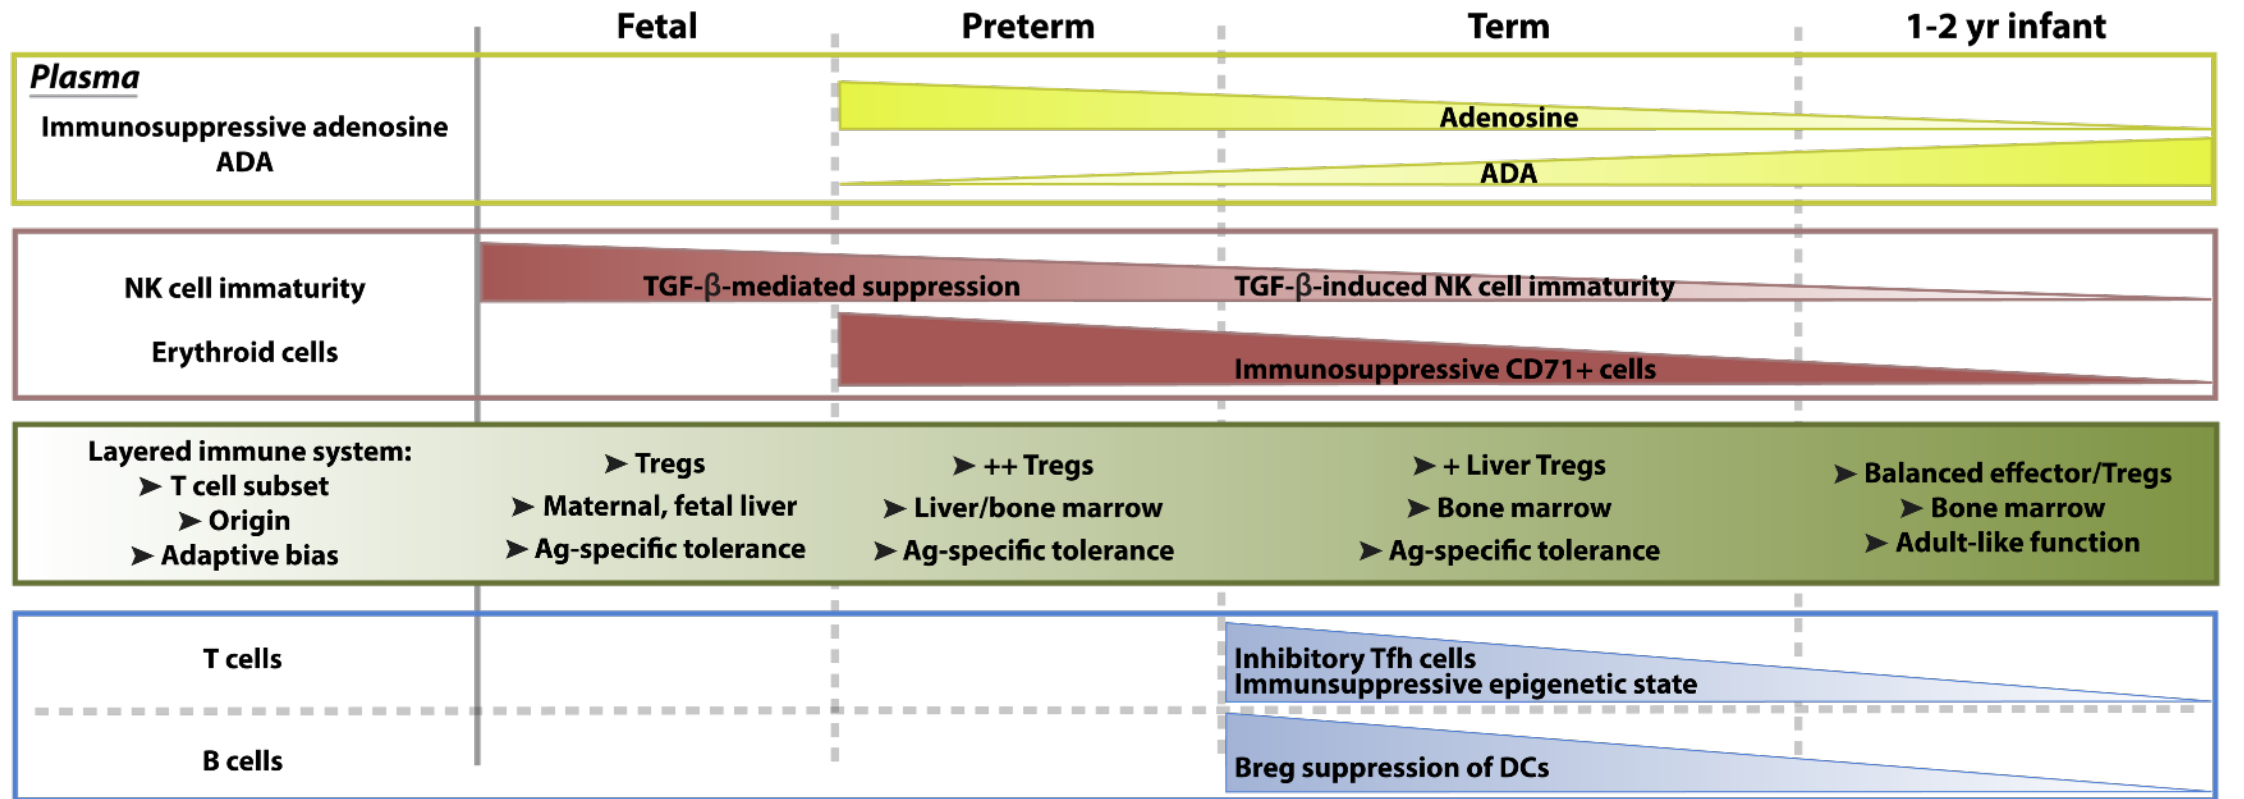 Fetal Preterm Term 1-2 yr infant
Plasma
Immunosuppressive adenosine
ADA
Adenosine
ADA
NK cell immaturity
TGF-β-mediated suppression TGF-β-induced NK cell immaturity
Erythroid cells
Immunosuppressive CD71+ cells
Layered immune system:
➤ T cell subset
➤ Origin
➤ Adaptive bias
➤ Tregs
➤ Maternal, fetal liver
➤ Ag-specific tolerance
➤ ++ Tregs
➤ Liver/bone marrow
➤ Ag-specific tolerance
➤ + Liver Tregs
➤ Bone marrow
➤ Ag-specific tolerance
➤ Balanced effector/Tregs
➤ Bone marrow
➤ Adult-like function
T cells
Inhibitory Tfh cells
Immunsuppressive epigenetic state
B cells
Breg suppression of DCs